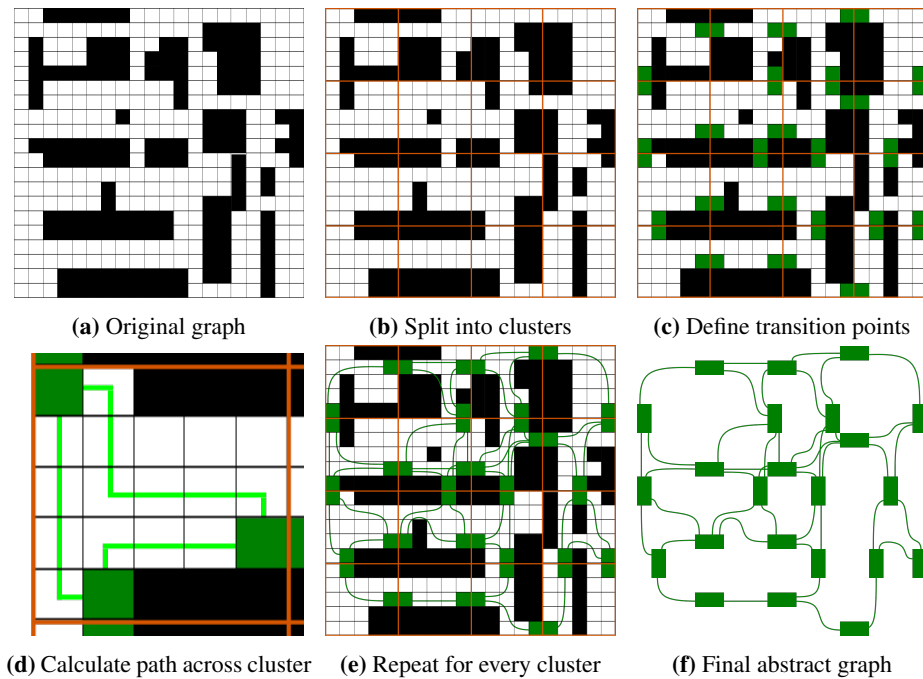 (a) Original graph
(b) Split into clusters
(c) Define transition points
(d) Calculate path across cluster
(e) Repeat for every cluster
(f) Final abstract graph